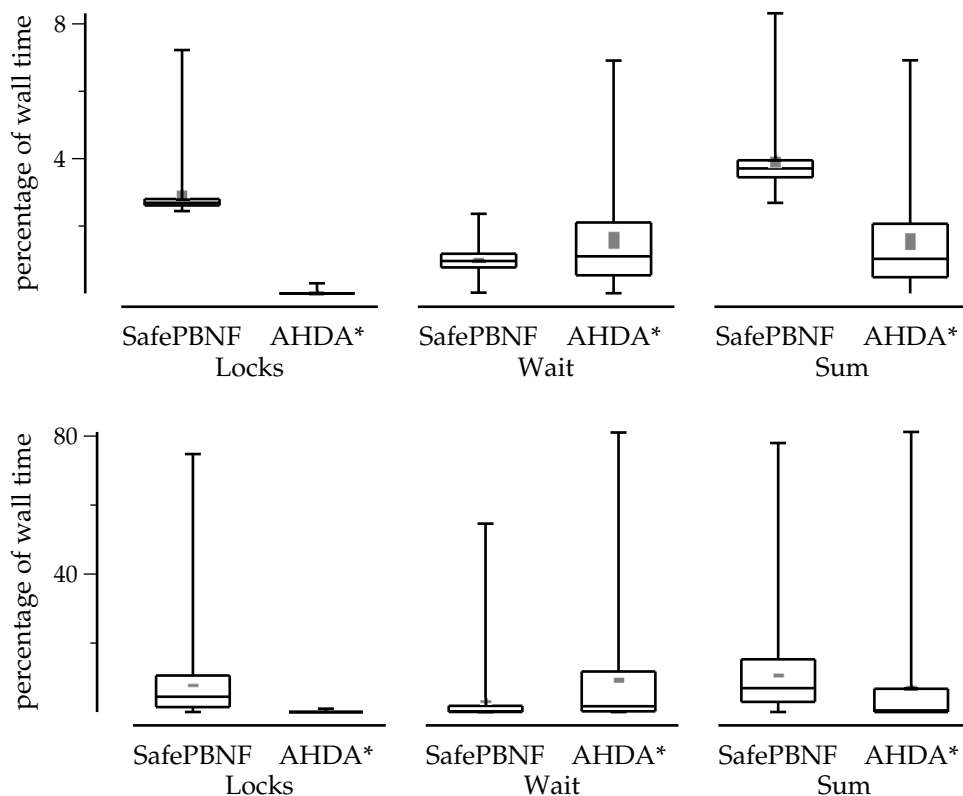 percentage of wall time
8
4
SafePBNF AHDA* SafePBNF AHDA* SafePBNF AHDA*
Locks Wait Sum
percentage of wall time
80
40
SafePBNF AHDA* SafePBNF AHDA* SafePBNF AHDA*
Locks Wait Sum